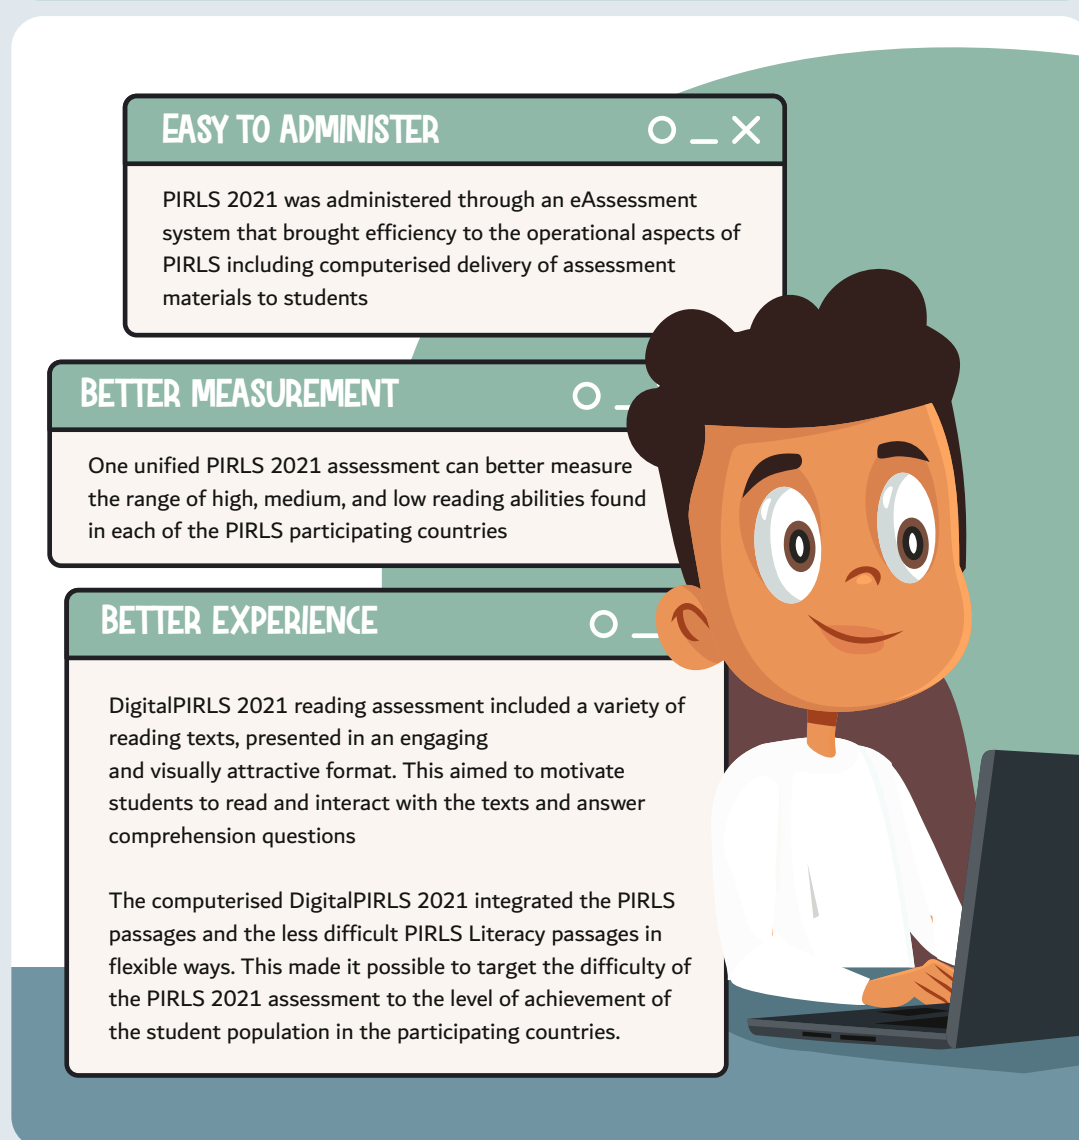 EASY TO ADMINISTER
PIRLS 2021 was administered through an eAssessment
system that brought efficiency to the operational aspects of
PIRLS including computerised delivery of assessment
materials to students
BETTER MEASUREMENT
One unified PIRLS 2021 assessment can better measure
the range of high, medium, and low reading abilities found
in each of the PIRLS participating countries
BETTER EXPERIENCE
DigitalPIRLS 2021 reading assessment included a variety of
reading texts, presented in an engaging
and visually attractive format. This aimed to motivate
students to read and interact with the texts and answer
comprehension questions
The computerised DigitalPIRLS 2021 integrated the PIRLS
passages and the less difficult PIRLS Literacy passages in
flexible ways. This made it possible to target the difficulty of
the PIRLS 2021 assessment to the level of achievement of
the student population in the participating countries.